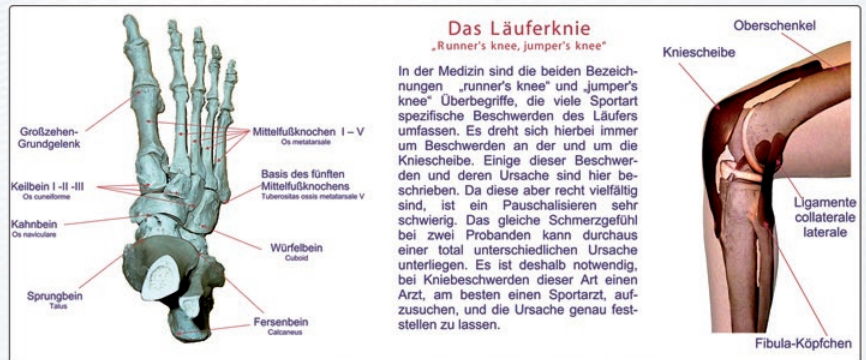 Großzehen-
Grundgelenk
Keilbein I -II -III
Os cuneiforme
Kahnbein
Os naviculare
Sprungbein
Talus
Mittelfußknochen I – V
Os metatarsale
Basis des fünften
Mittelfußknochens
Tuberositas ossis metatarsale V
Würfelbein
Cuboid
Fersenbein
Calcaneus
Das Läuferknie
„Runner's knee, jumper's knee“
In der Medizin sind die beiden Bezeich-
nungen „runner's knee“ und „jumper's
knee“ Überbegriffe, die viele Sportart
spezifische Beschwerden des Läufers
umfassen. Es dreht sich hierbei immer
um Beschwerden an der und um die
Kniescheibe. Einige dieser Beschwer-
den und deren Ursache sind hier be-
schrieben. Da diese aber recht vielfältig
sind, ist ein Pauschalisieren sehr
schwierig. Das gleiche Schmerzgefühl
bei zwei Probanden kann durchaus
einer total unterschiedlichen Ursache
unterliegen. Es ist deshalb notwendig,
bei Kniebeschwerden dieser Art einen
Arzt, am besten einen Sportarzt, auf-
zusuchen, und die Ursache genau fest-
stellen zu lassen.
Oberschenkel
Kniescheibe
Ligamente
collaterale
laterale
Fibula-Köpfchen